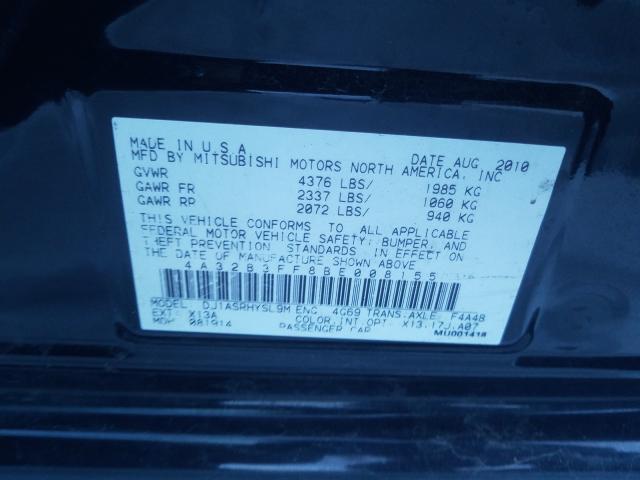 MADE IN U.S.A. DATE AUG 2010
MFD BY MITSUBISHI MOTORS NORTH AMERICA, INC
GVWR 4376 LBS/ 1985 KG
GAWR FR 2337 LBS/ 1060 KG
GAWR RP 2072 LBS/ 940 KG
THIS VEHICLE CONFORMS TO ALL APPLICABLE
FEDERAL MOTOR VEHICLE SAFETY, BUMPER, AND
THEFT PREVENTION STANDARDS IN EFFECT ON
THE DATE OF MANUFACTURE SHOWN ABOVE
4A32B3FF8BE008155
MODEL DJ1ASRHYSL9M ENG 4G69 TRANS.AXLE F4A4B
EXT: X13A COLOR.INT.OPT: X13.17J.A07
MDK 081914 PASSENGER CAR MU001418